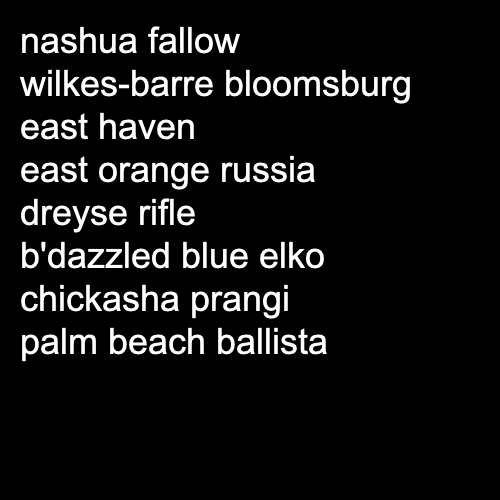 nashua fallow
wilkes-barre bloomsburg
east haven
east orange russia
dreyse rifle
b'dazzled blue elko
chickasha prangi
palm beach ballista